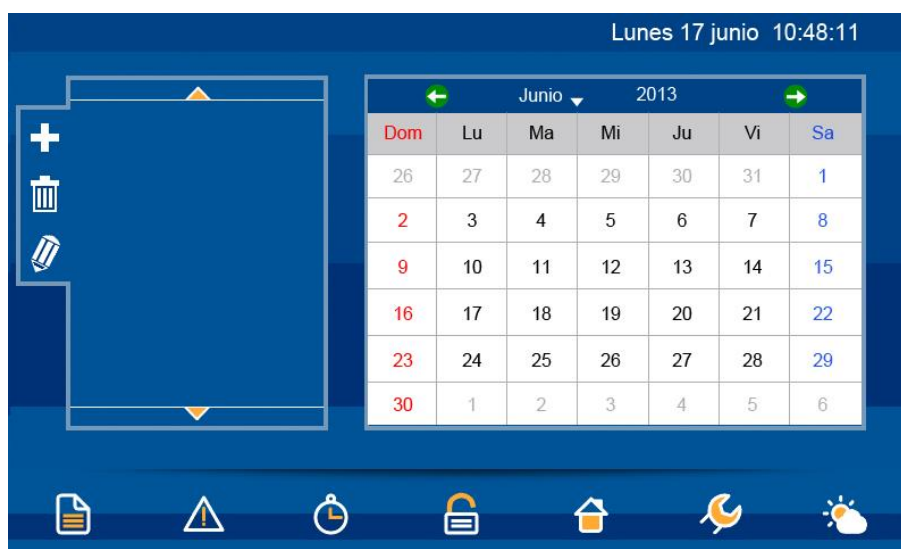 Lunes 17 junio 10:48:11
Junio 2013
Dom Lu Ma Mi Ju Vi Sa
26 27 28 29 30 31 1
2 3 4 5 6 7 8
9 10 11 12 13 14 15
16 17 18 19 20 21 22
23 24 25 26 27 28 29
30 1 2 3 4 5 6